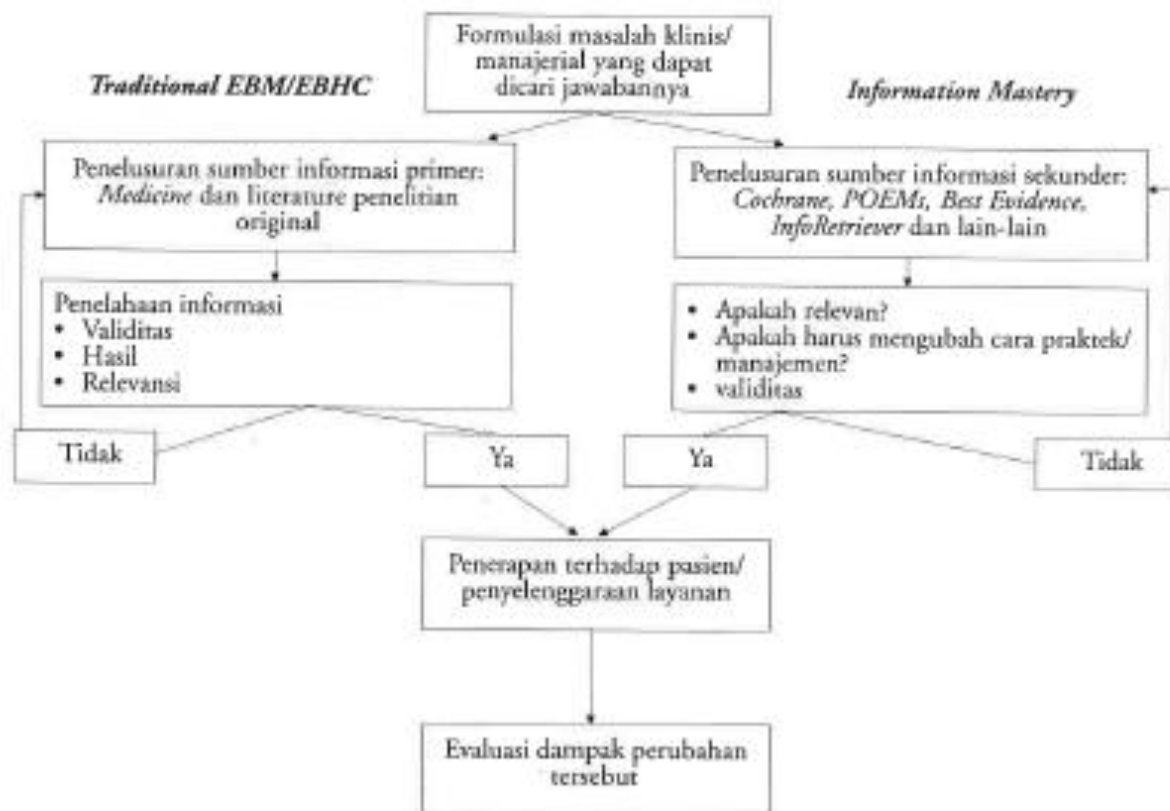 Formulasi masalah klinis/
manajerial yang dapat
dicari jawabannya
Traditional EBM/EBHC
Information Mastery
Penelusuran sumber informasi primer:
Medicine dan literature penelitian
original
Penelusuran sumber informasi sekunder:
Cochrane, POEMs, Best Evidence,
InfoRetriever dan lain-lain
Penelahaan informasi
• Validitas
• Hasil
• Relevansi
• Apakah relevan?
• Apakah harus mengubah cara praktek/
manajemen?
• validitas
Tidak
Ya
Ya
Tidak
Penerapan terhadap pasien/
penyelenggaraan layanan
Evaluasi dampak perubahan
tersebut